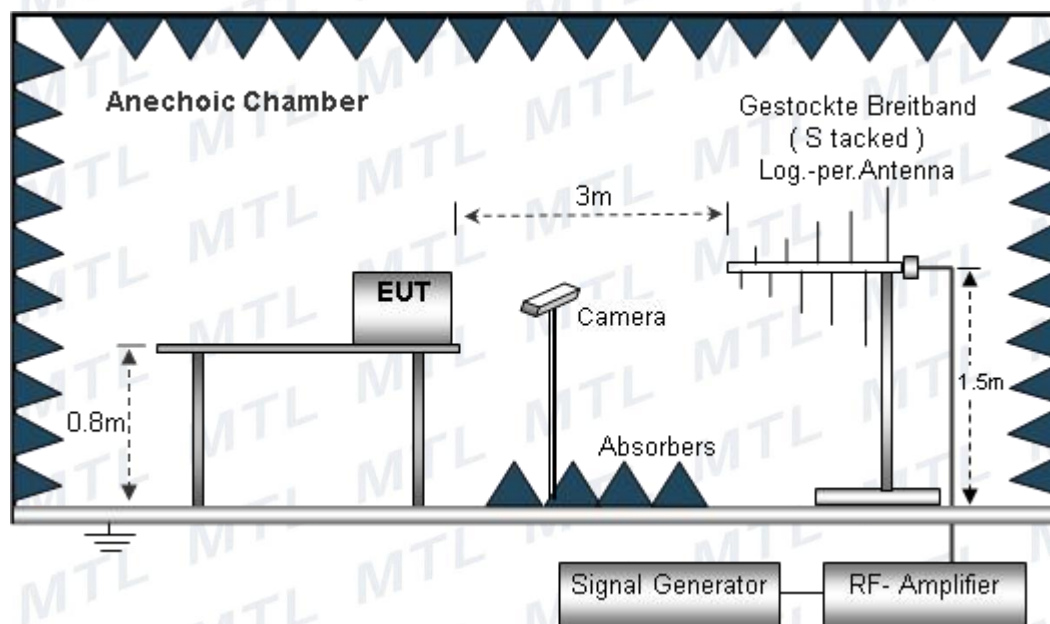 Anechoic Chamber
Gestockte Breitband
( S tacked )
Log.-per.Antenna
3m
EUT
Camera
1.5m
0.8m
Absorbers
Signal Generator
RF- Amplifier
MTL